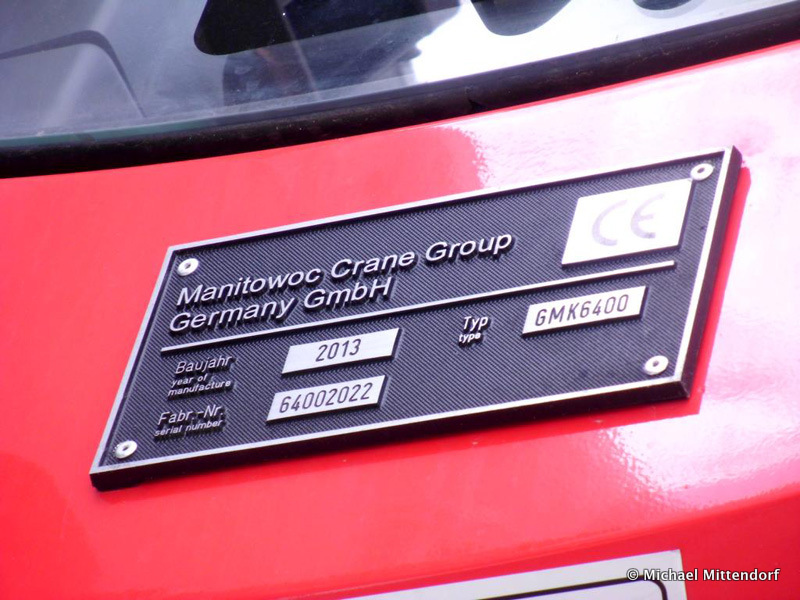 CE
Manitowoc Crane Group
Germany GmbH
Baujahr 2013 Typ GMK6400
year of type
manufacture
Fabr.-Nr. 64002022
serial number
© Michael Mittendorf